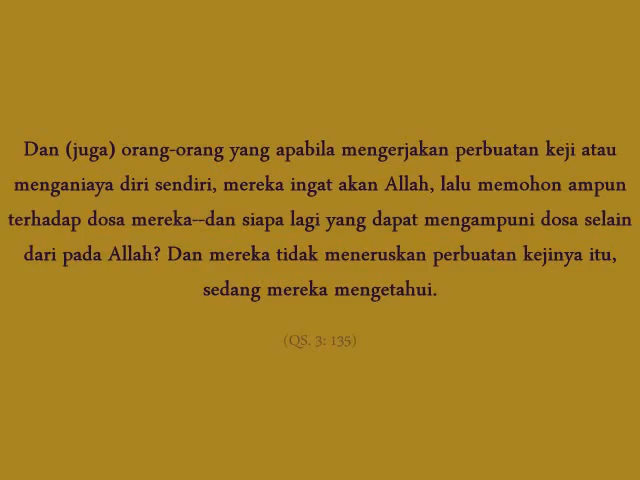 Dan (juga) orang-orang yang apabila mengerjakan perbuatan keji atau
menganiaya diri sendiri, mereka ingat akan Allah, lalu memohon ampun
terhadap dosa mereka--dan siapa lagi yang dapat mengampuni dosa selain
dari pada Allah? Dan mereka tidak meneruskan perbuatan kejinya itu,
sedang mereka mengetahui.
(QS. 3: 135)